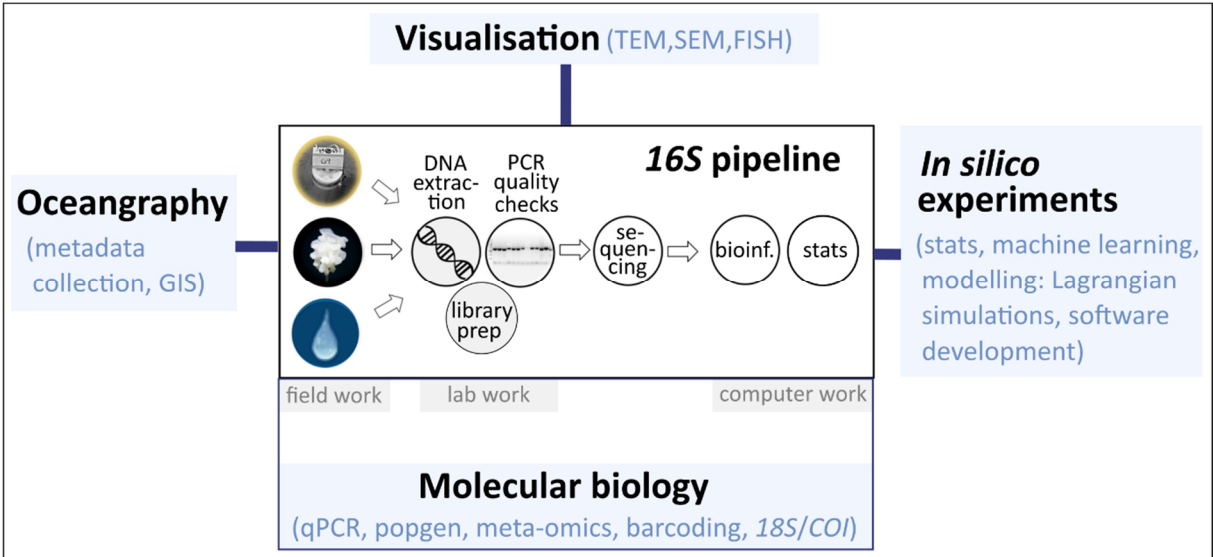 Visualisation (TEM,SEM,FISH)
16S pipeline
DNA
extrac-
tion
PCR
quality
checks
se-
quen-
cing
bioinf.
stats
library
prep
field work
lab work
computer work
Oceangraphy
(metadata
collection, GIS)
In silico
experiments
(stats, machine learning,
modelling: Lagrangian
simulations, software
development)
Molecular biology
(qPCR, popgen, meta-omics, barcoding, 18S/COI)